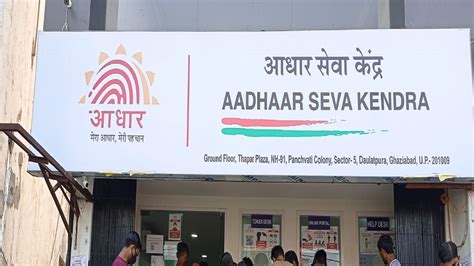 आधार
मेरा आधार, मेरी पहचान
आधार सेवा केंद्र
AADHAAR SEVA KENDRA
Ground Floor, Thapar Plaza, NH-91, Panchvati Colony, Sector- 5, Daulatpura, Ghaziabad, U.P.- 201009
TOKEN DESK
ONLINE PORTAL
HELP DESK